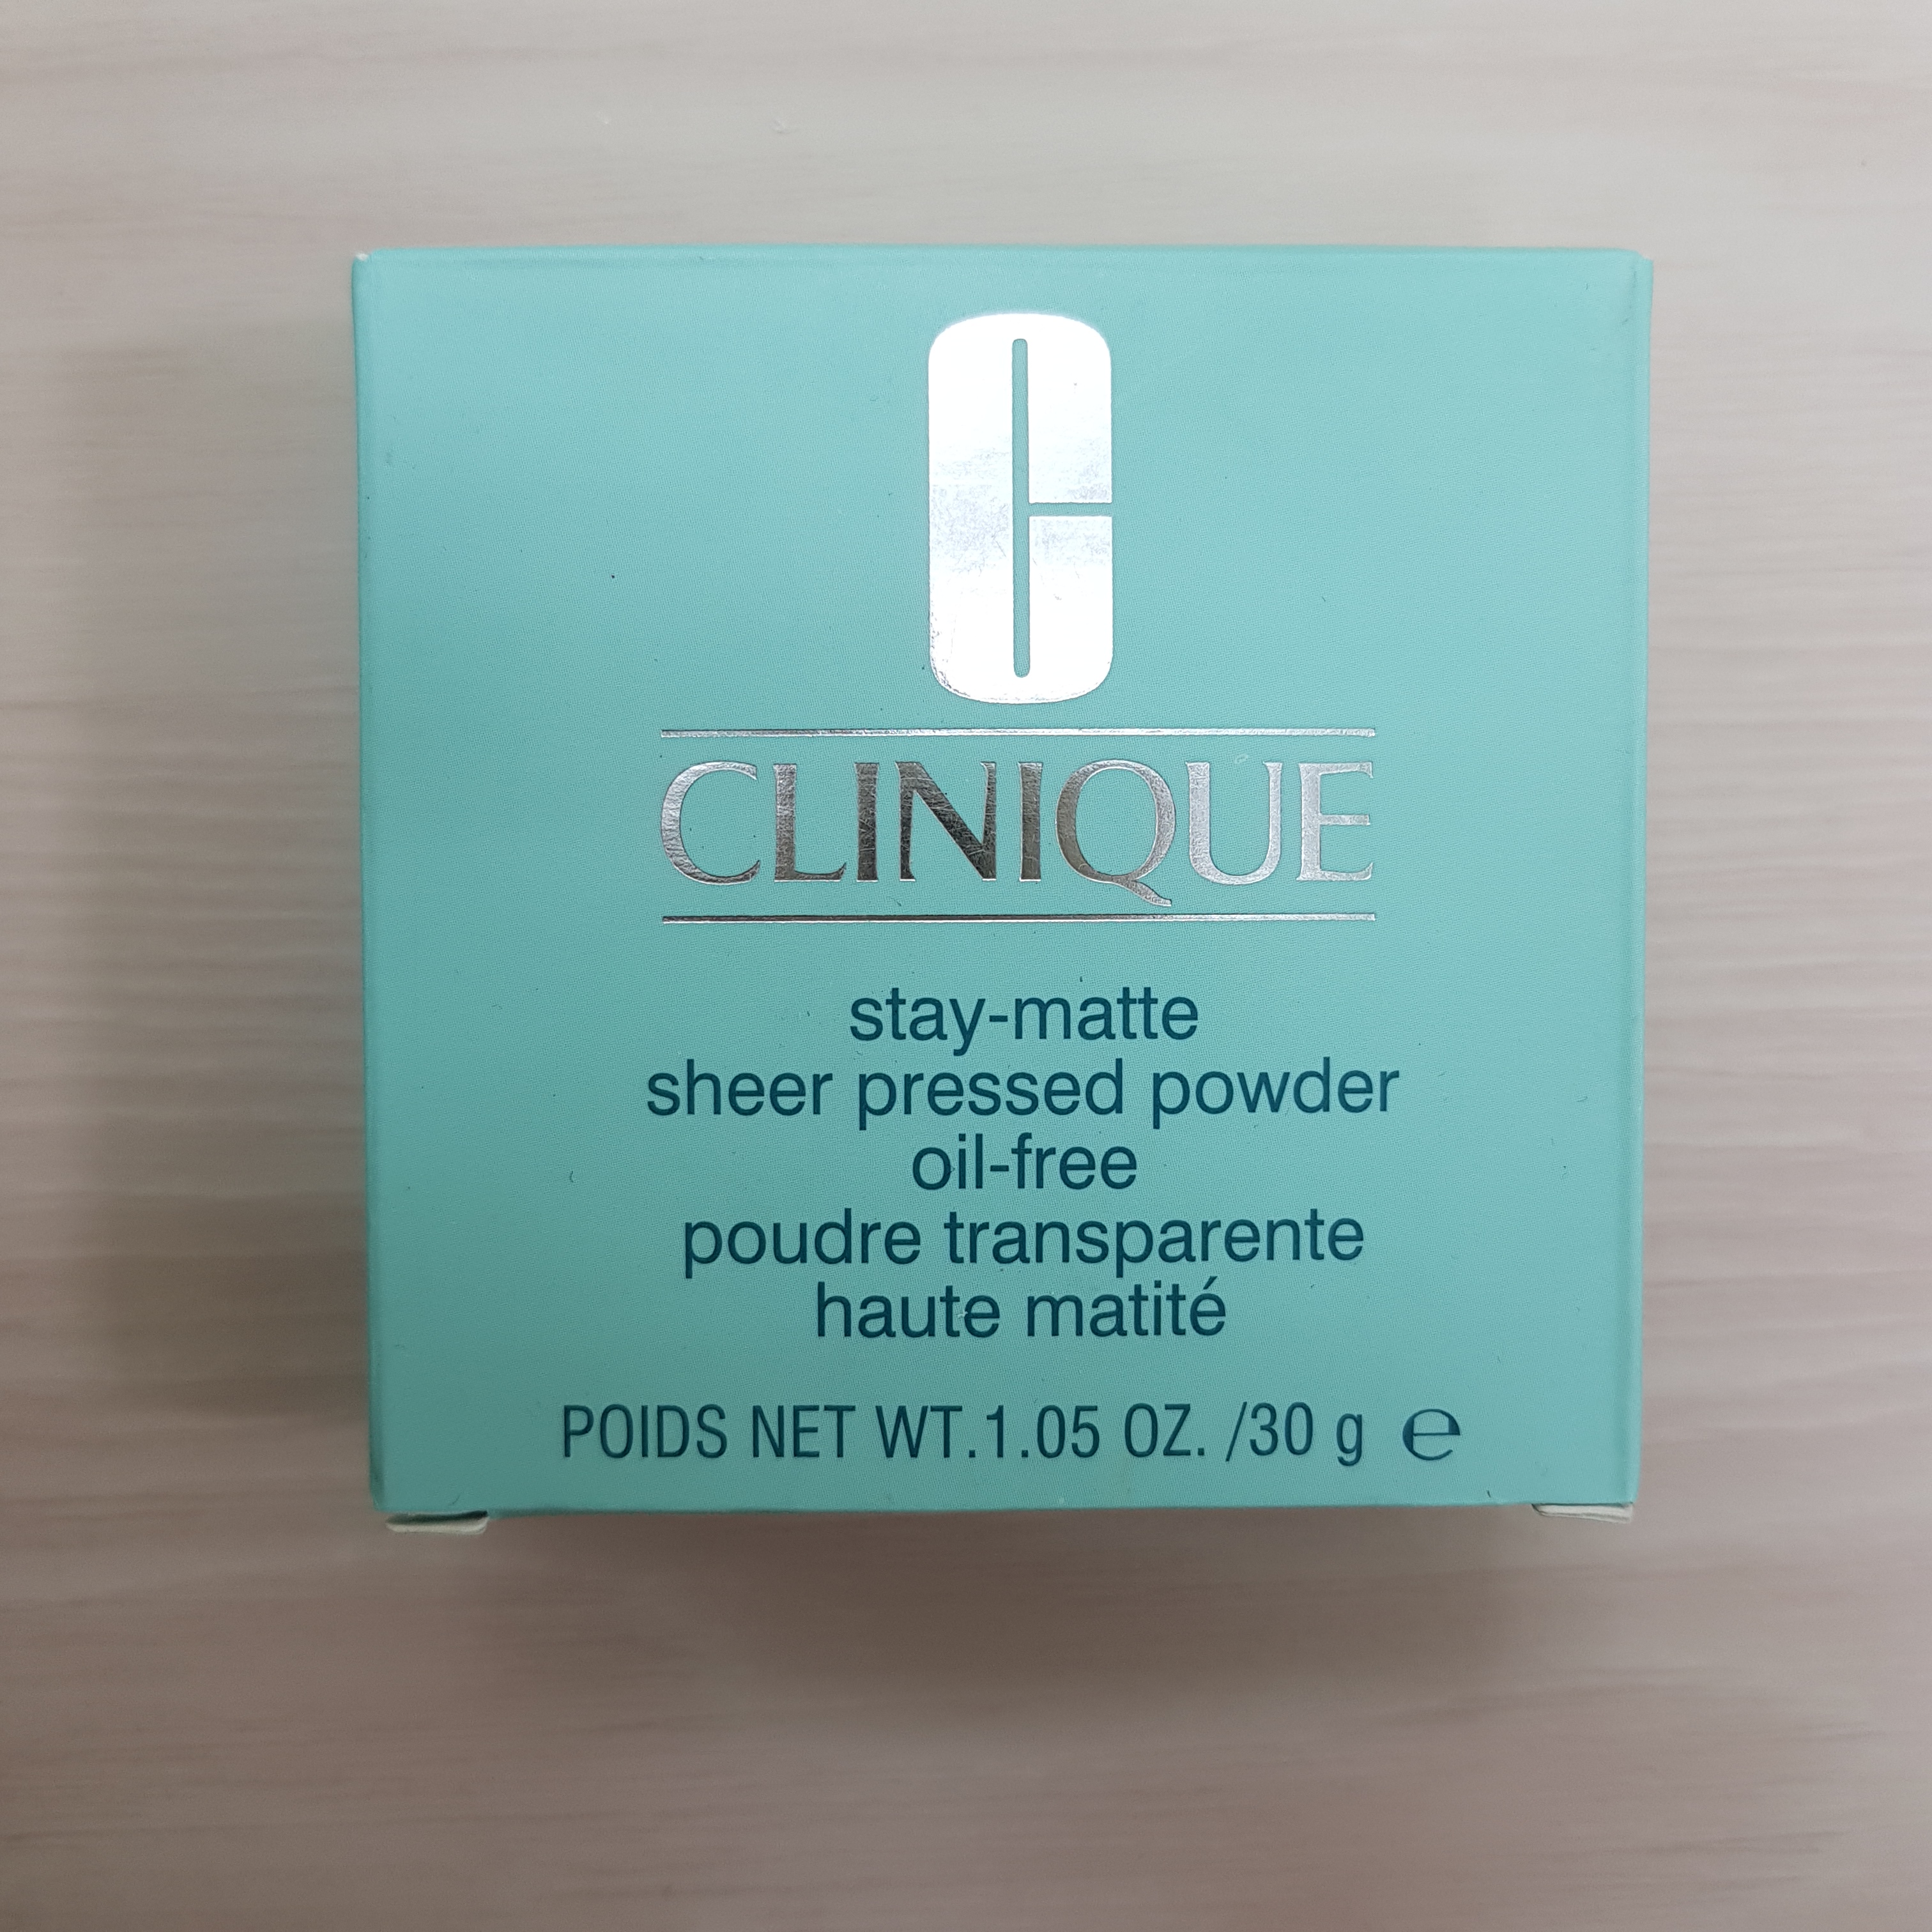 C
CLINIQUE
stay-matte
sheer pressed powder
oil-free
poudre transparente
haute matité
POIDS NET WT.1.05 OZ. /30 g ℮